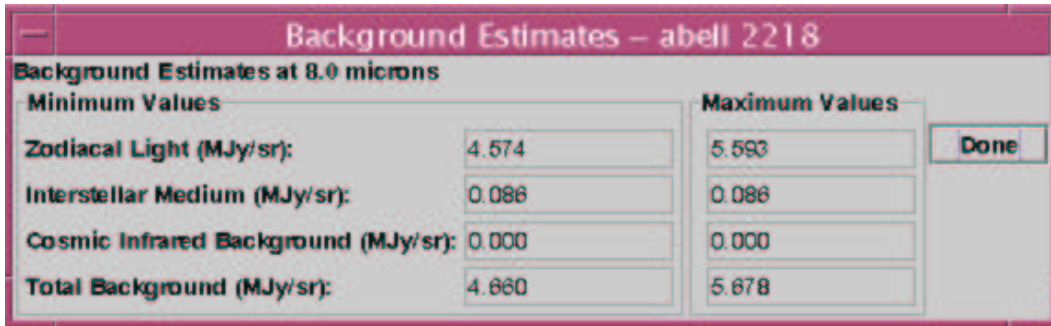 Background Estimates – abell 2218
Background Estimates at 8.0 microns
Minimum Values Maximum Values
Zodiacal Light (MJy/sr): 4.574 5.593 Done
Interstellar Medium (MJy/sr): 0.086 0.086
Cosmic Infrared Background (MJy/sr): 0.000 0.000
Total Background (MJy/sr): 4.660 5.678